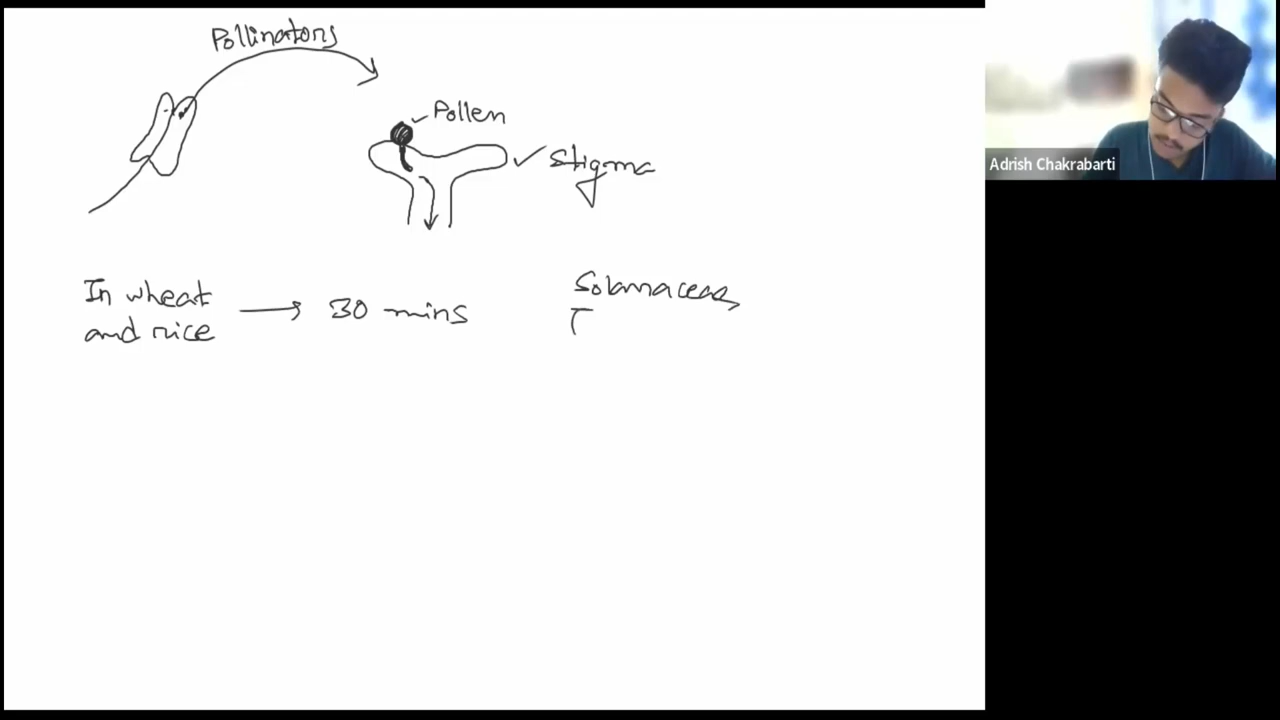 Pollinators
Pollen
Stigma
In wheat
and rice
30 mins
Solanaceae,
Adrish Chakrabarti